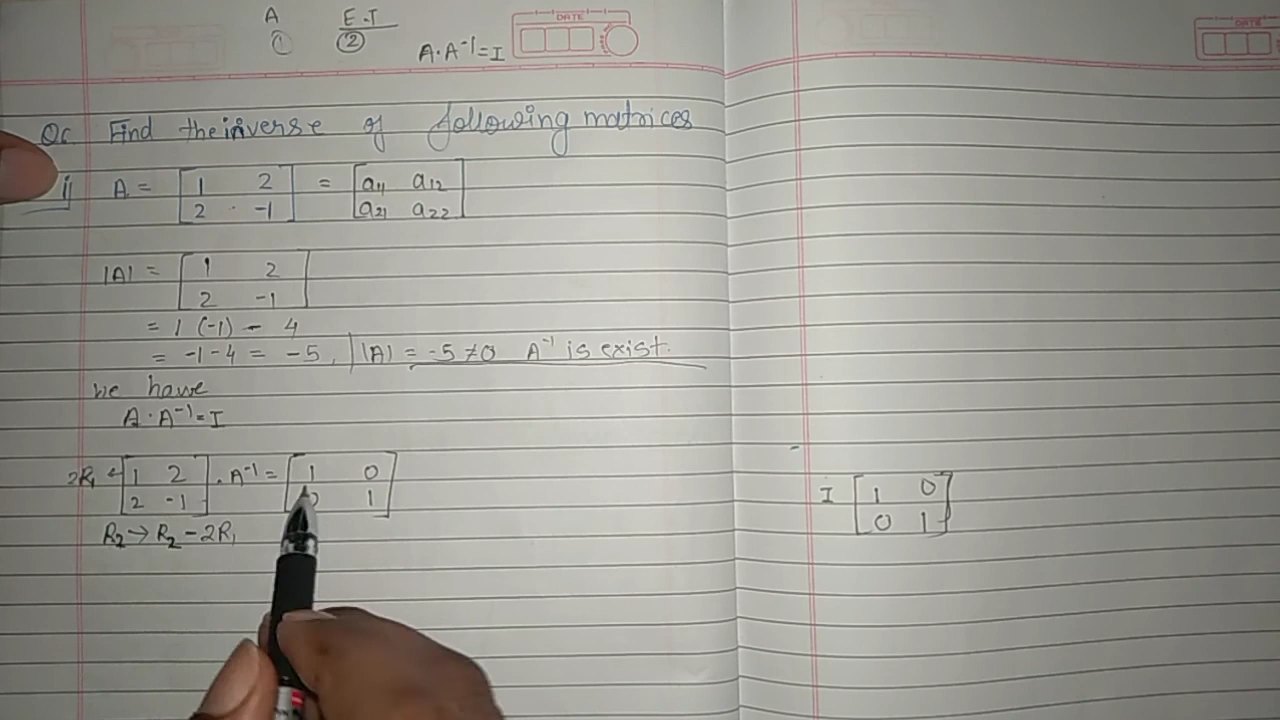 A E.I
① ② A·A⁻¹=I DATE DATE
Q6 Find the inverse of following matrices
i) A = [1 2 = [a₁₁ a₁₂
2 -1] a₂₁ a₂₂]
|A| = [1 2
2 -1]
= 1 (-1) - 4
= -1-4 = -5, |A| = -5 ≠ 0 A⁻¹ is exist.
we have
A·A⁻¹=I
2R₁ ← [1 2 · A⁻¹ = [1 0
2 -1] 0 1]
R₂ → R₂ - 2R₁
I [1 0
0 1]